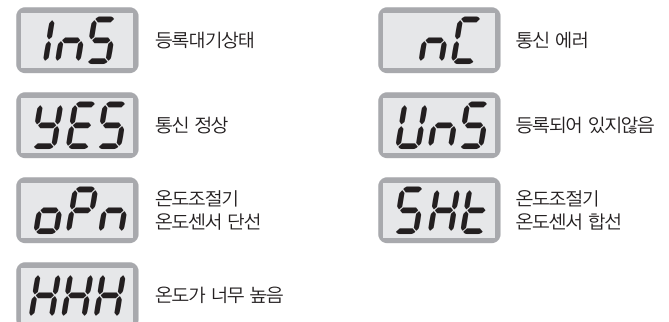 InS 등록대기상태
nC 통신 에러
YES 통신 정상
UnS 등록되어 있지않음
oPn 온도조절기
온도센서 단선
SHt 온도조절기
온도센서 합선
HHH 온도가 너무 높음